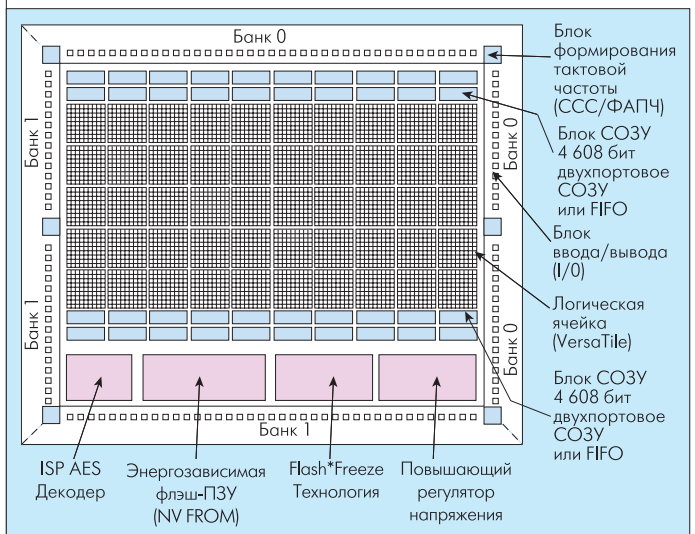 Банк 0
Банк 1
Банк 0
Банк 1
Банк 0
Банк 1
Блок
формирования
тактовой
частоты
(CCC/ФАПЧ)
Блок СОЗУ
4 608 бит
двухпортовое
СОЗУ
или FIFO
Блок
ввода/вывода
(I/0)
Логическая
ячейка
(VersaTile)
Блок СОЗУ
4 608 бит
двухпортовое
СОЗУ
или FIFO
ISP AES
Декодер
Энергозависимая
флэш-ПЗУ
(NV FROM)
Flash*Freeze
Технология
Повышающий
регулятор
напряжения